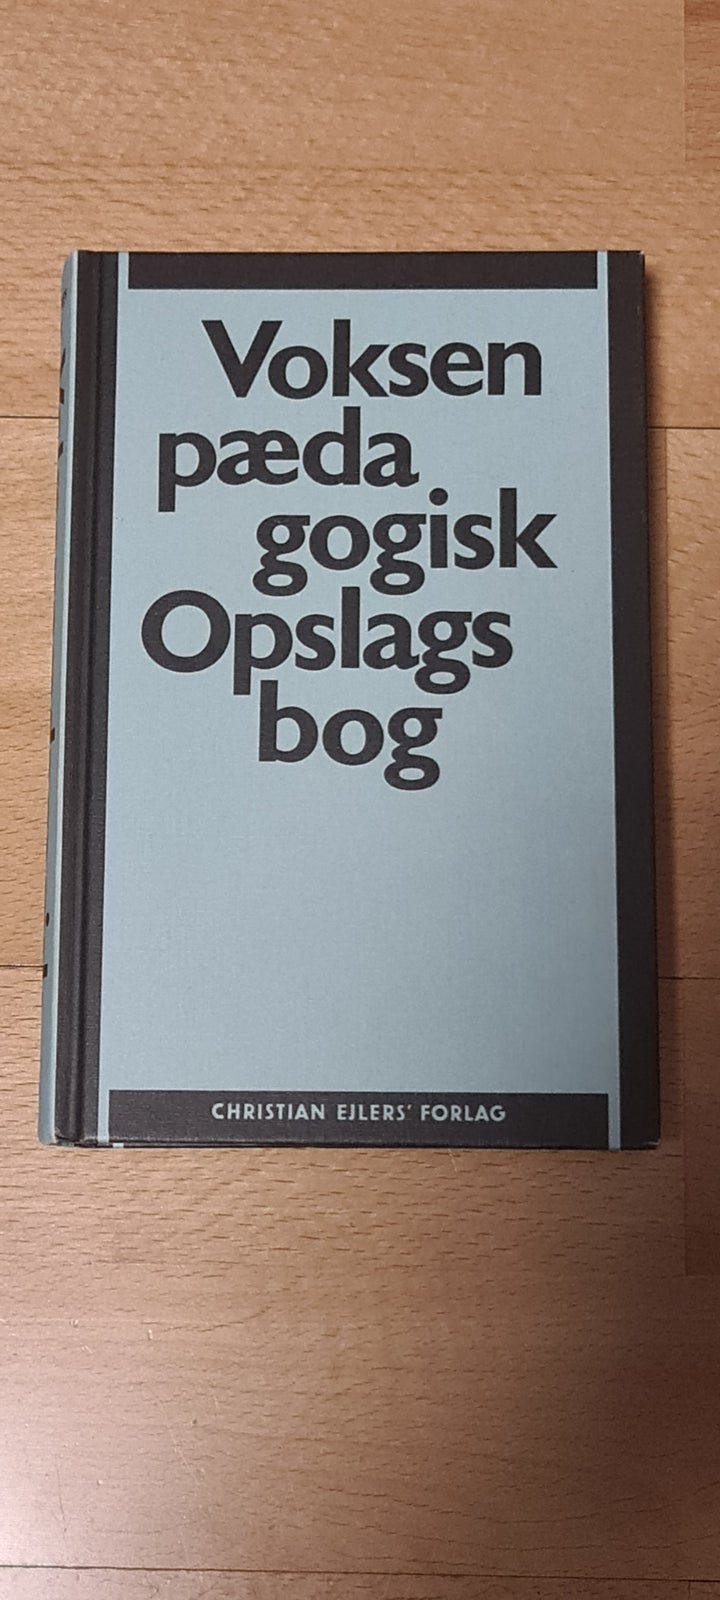 Voksen
pæda
gogisk
Opslags
bog
CHRISTIAN EJLERS' FORLAG